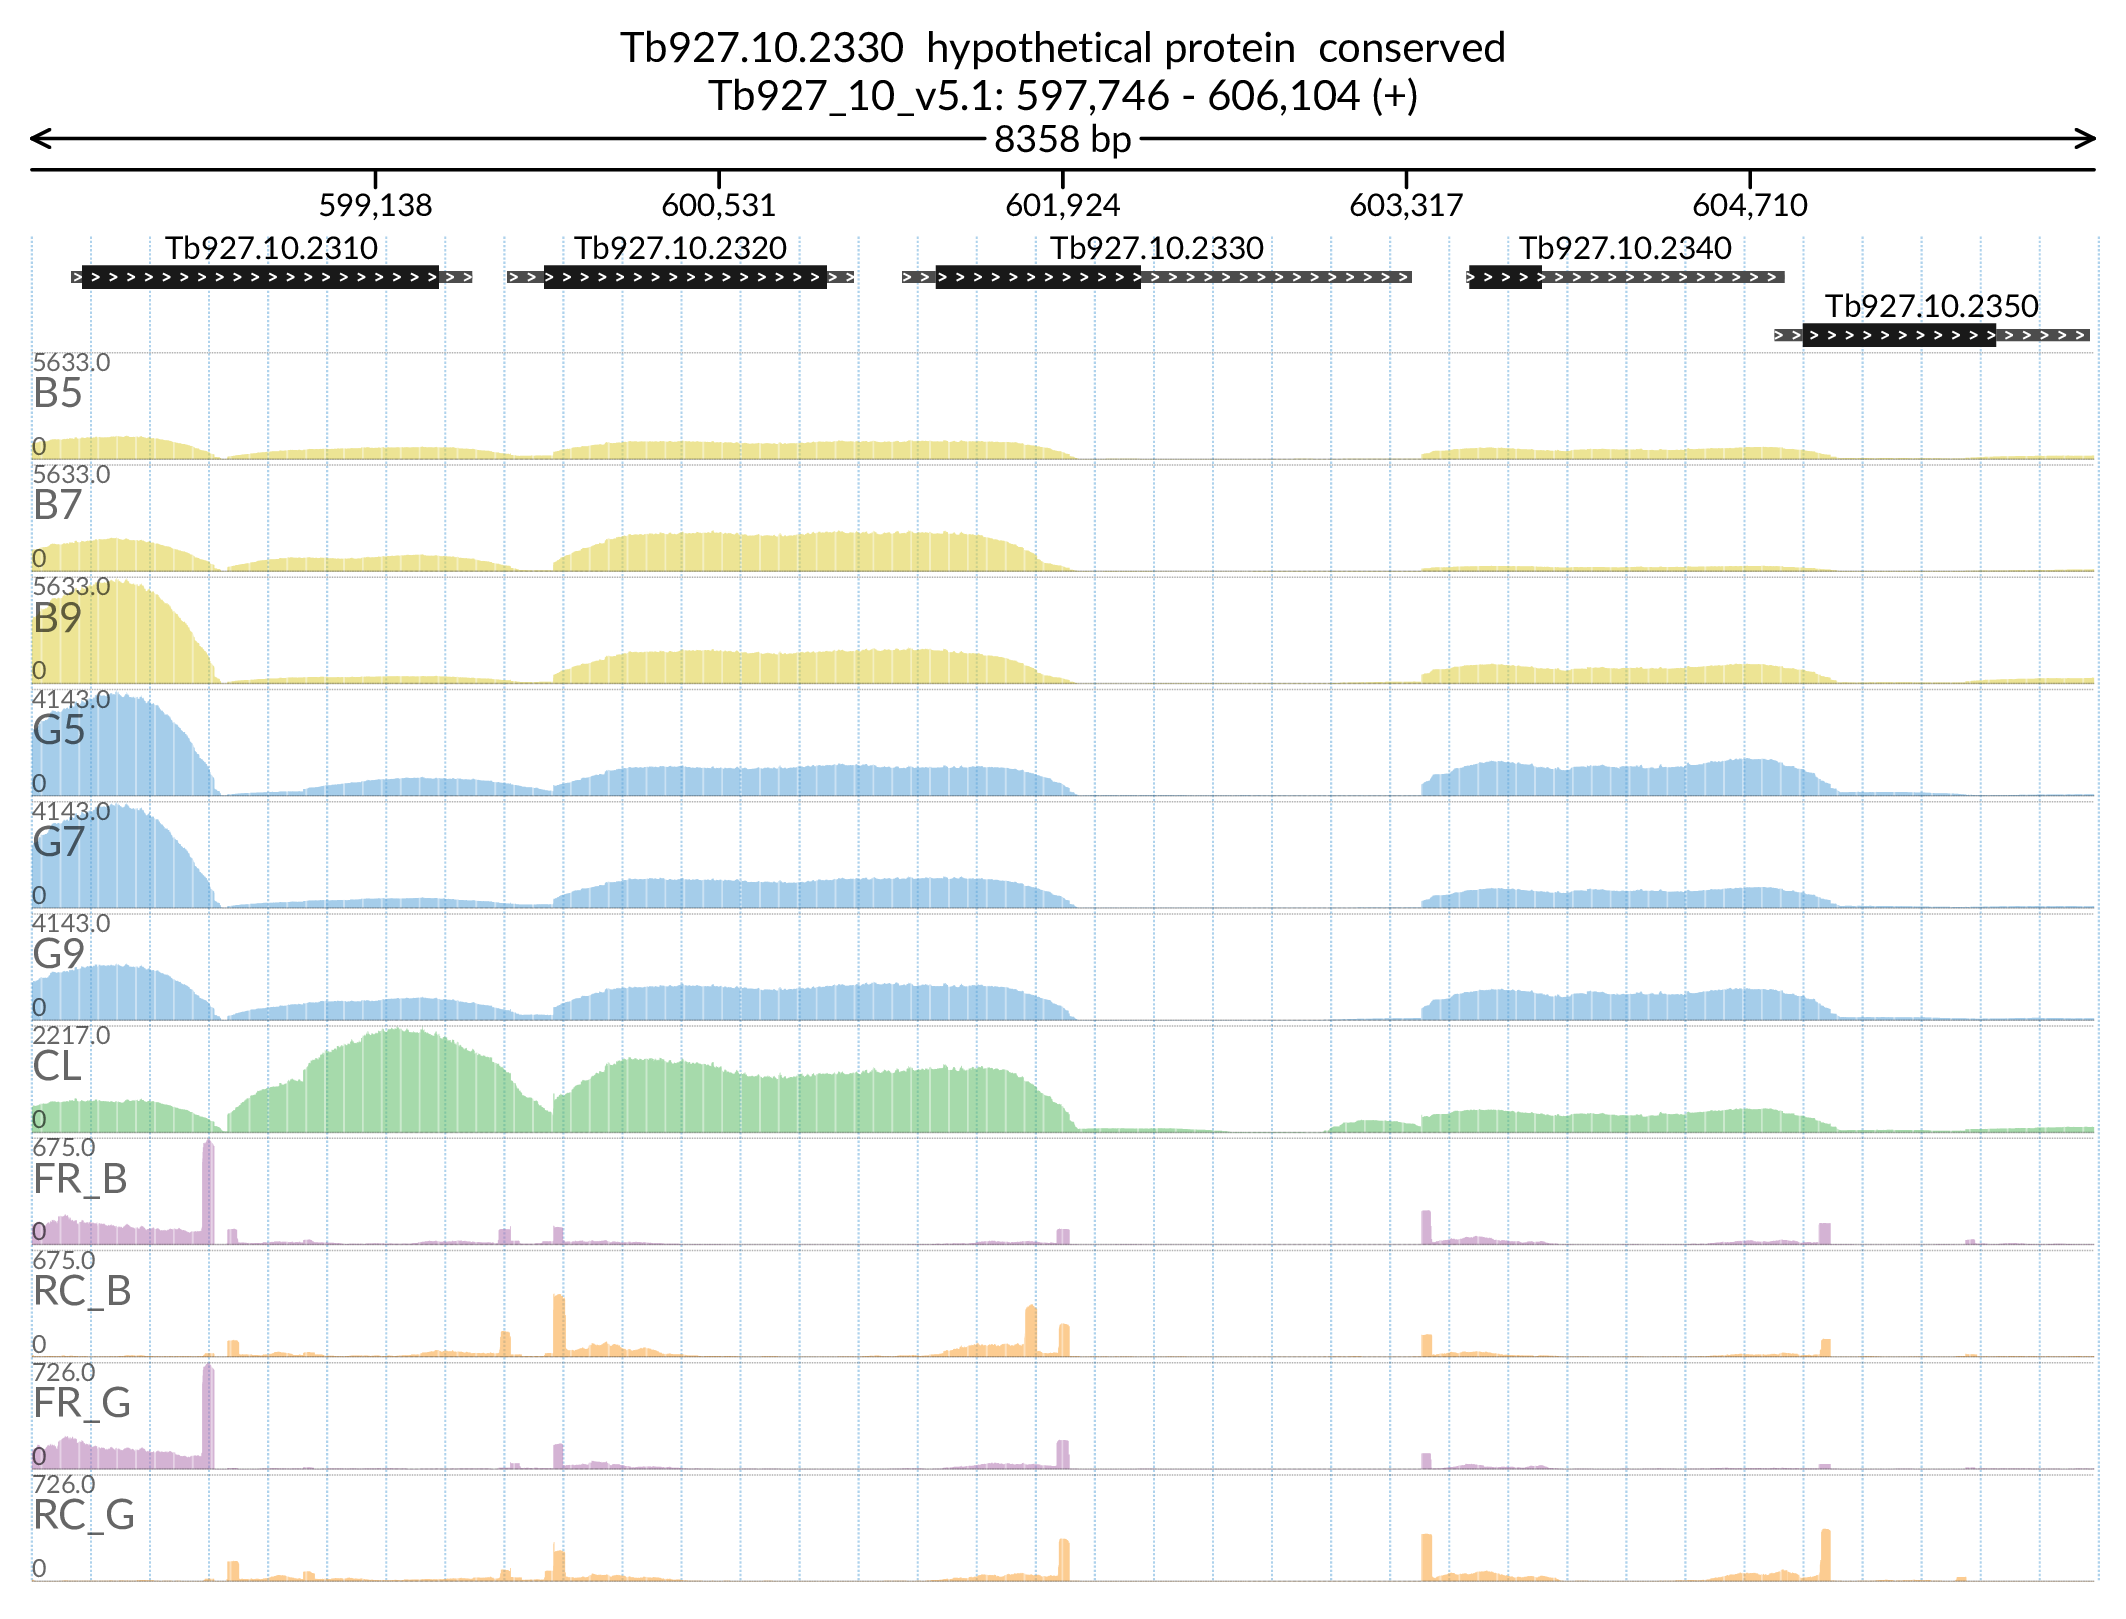 Tb927.10.2330 hypothetical protein conserved
Tb927_10_v5.1: 597,746 - 606,104 (+)
8358 bp
599,138 600,531 601,924 603,317 604,710
Tb927.10.2310 Tb927.10.2320 Tb927.10.2330 Tb927.10.2340
Tb927.10.2350
5633.0
B5
0
5633.0
B7
0
5633.0
B9
0
4143.0
G5
0
4143.0
G7
0
4143.0
G9
0
2217.0
CL
0
675.0
FR_B
0
675.0
RC_B
0
726.0
FR_G
0
726.0
RC_G
0